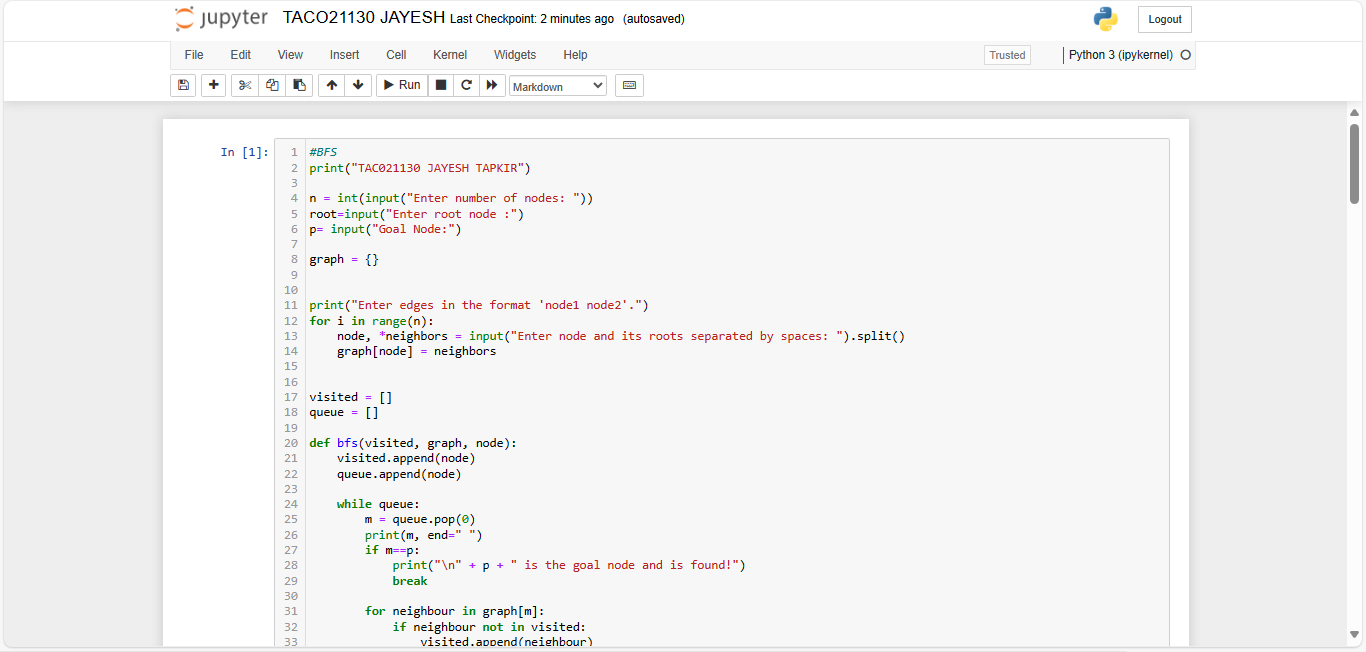 jupyter TACO21130 JAYESH Last Checkpoint: 2 minutes ago (autosaved) Logout
File Edit View Insert Cell Kernel Widgets Help Trusted Python 3 (ipykernel)
Run Markdown
In [1]:
1 #BFS
2 print("TACO21130 JAYESH TAPKIR")
3
4 n = int(input("Enter number of nodes: "))
5 root=input("Enter root node :")
6 p= input("Goal Node:")
7
8 graph = {}
9
10
11 print("Enter edges in the format 'node1 node2'.")
12 for i in range(n):
13     node, *neighbors = input("Enter node and its roots separated by spaces: ").split()
14     graph[node] = neighbors
15
16
17 visited = []
18 queue = []
19
20 def bfs(visited, graph, node):
21     visited.append(node)
22     queue.append(node)
23
24     while queue:
25         m = queue.pop(0)
26         print(m, end=" ")
27         if m==p:
28             print("\n" + p + " is the goal node and is found!")
29             break
30
31         for neighbour in graph[m]:
32             if neighbour not in visited:
33                 visited.append(neighbour)